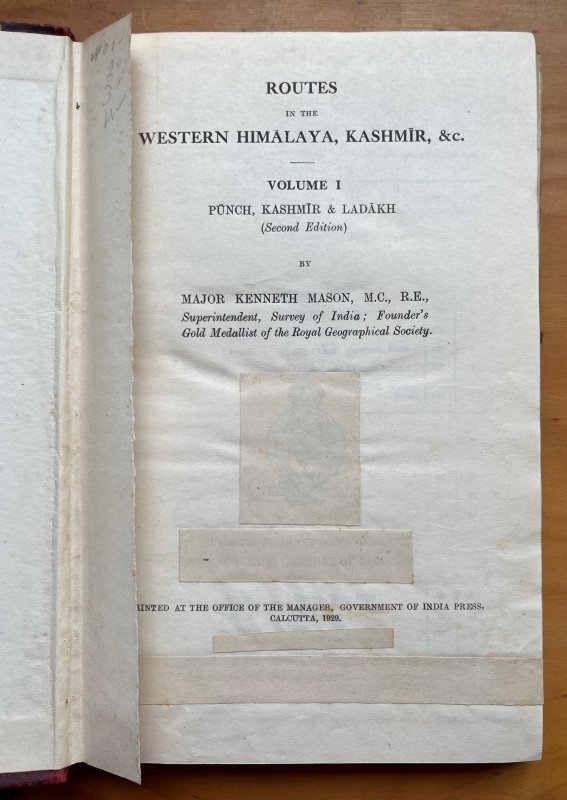 ROUTES
IN THE
WESTERN HIMĀLAYA, KASHMĪR, &c.
VOLUME I
PŪNCH, KASHMĪR & LADĀKH
(Second Edition)
BY
MAJOR KENNETH MASON, M.C., R.E.,
Superintendent, Survey of India; Founder's
Gold Medallist of the Royal Geographical Society.
RINTED AT THE OFFICE OF THE MANAGER, GOVERNMENT OF INDIA PRESS,
CALCUTTA, 1929.